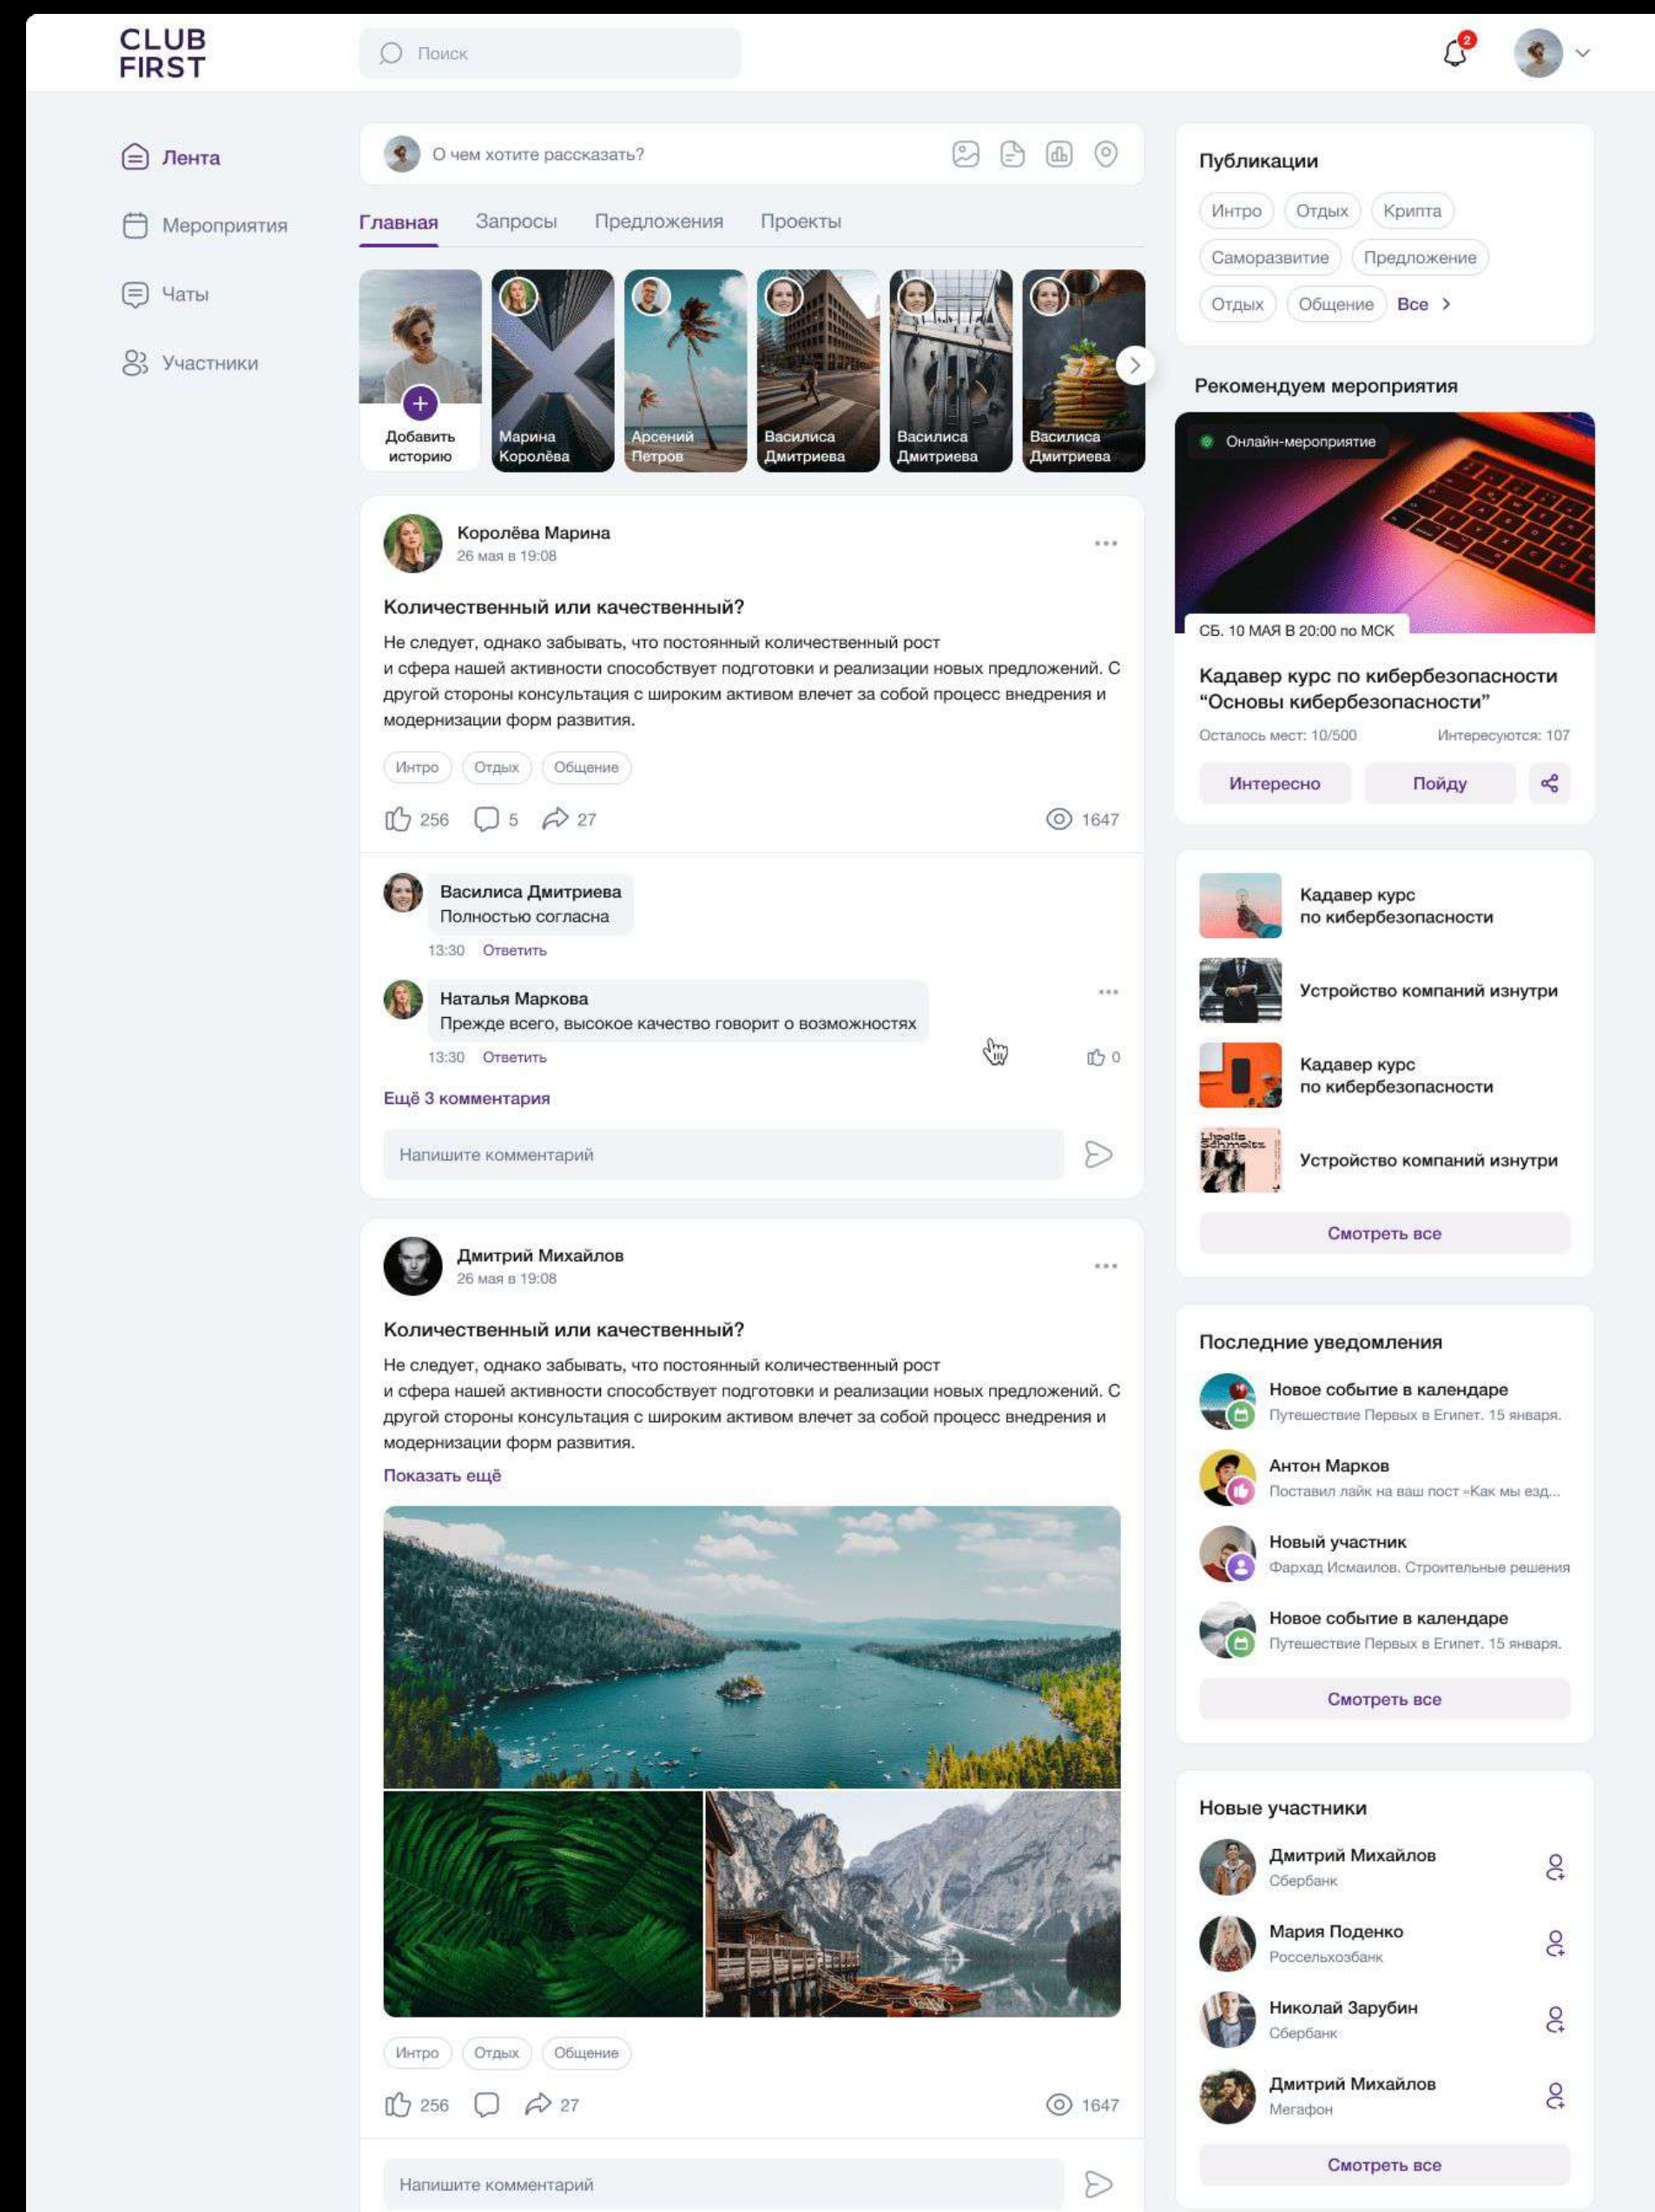 CLUB
FIRST
Поиск
2
Лента
Мероприятия
Чаты
Участники
О чем хотите рассказать?
Главная
Запросы
Предложения
Проекты
Добавить
историю
Марина
Королёва
Арсений
Петров
Василиса
Дмитриева
Василиса
Дмитриева
Василиса
Дмитриева
Королёва Марина
26 мая в 19:08
Количественный или качественный?
Не следует, однако забывать, что постоянный количественный рост
и сфера нашей активности способствует подготовки и реализации новых предложений. С
другой стороны консультация с широким активом влечет за собой процесс внедрения и
модернизации форм развития.
Интро
Отдых
Общение
256
5
27
1647
Василиса Дмитриева
Полностью согласна
13:30 Ответить
Наталья Маркова
Прежде всего, высокое качество говорит о возможностях
13:30 Ответить
0
Ещё 3 комментария
Напишите комментарий
Дмитрий Михайлов
26 мая в 19:08
Количественный или качественный?
Не следует, однако забывать, что постоянный количественный рост
и сфера нашей активности способствует подготовки и реализации новых предложений. С
другой стороны консультация с широким активом влечет за собой процесс внедрения и
модернизации форм развития.
Показать ещё
Интро
Отдых
Общение
256
27
1647
Напишите комментарий
Публикации
Интро
Отдых
Крипта
Саморазвитие
Предложение
Отдых
Общение
Все
Рекомендуем мероприятия
Онлайн-мероприятие
СБ. 10 МАЯ В 20:00 по МСК
Кадавер курс по кибербезопасности
“Основы кибербезопасности”
Осталось мест: 10/500
Интересуются: 107
Интересно
Пойду
Кадавер курс
по кибербезопасности
Устройство компаний изнутри
Кадавер курс
по кибербезопасности
Lipolis
Schmoltz
Устройство компаний изнутри
Смотреть все
Последние уведомления
Новое событие в календаре
Путешествие Первых в Египет. 15 января.
Антон Марков
Поставил лайк на ваш пост «Как мы езд...
Новый участник
Фархад Исмаилов. Строительные решения
Новое событие в календаре
Путешествие Первых в Египет. 15 января.
Смотреть все
Новые участники
Дмитрий Михайлов
Сбербанк
Мария Поденко
Россельхозбанк
Николай Зарубин
Сбербанк
Дмитрий Михайлов
Мегафон
Смотреть все